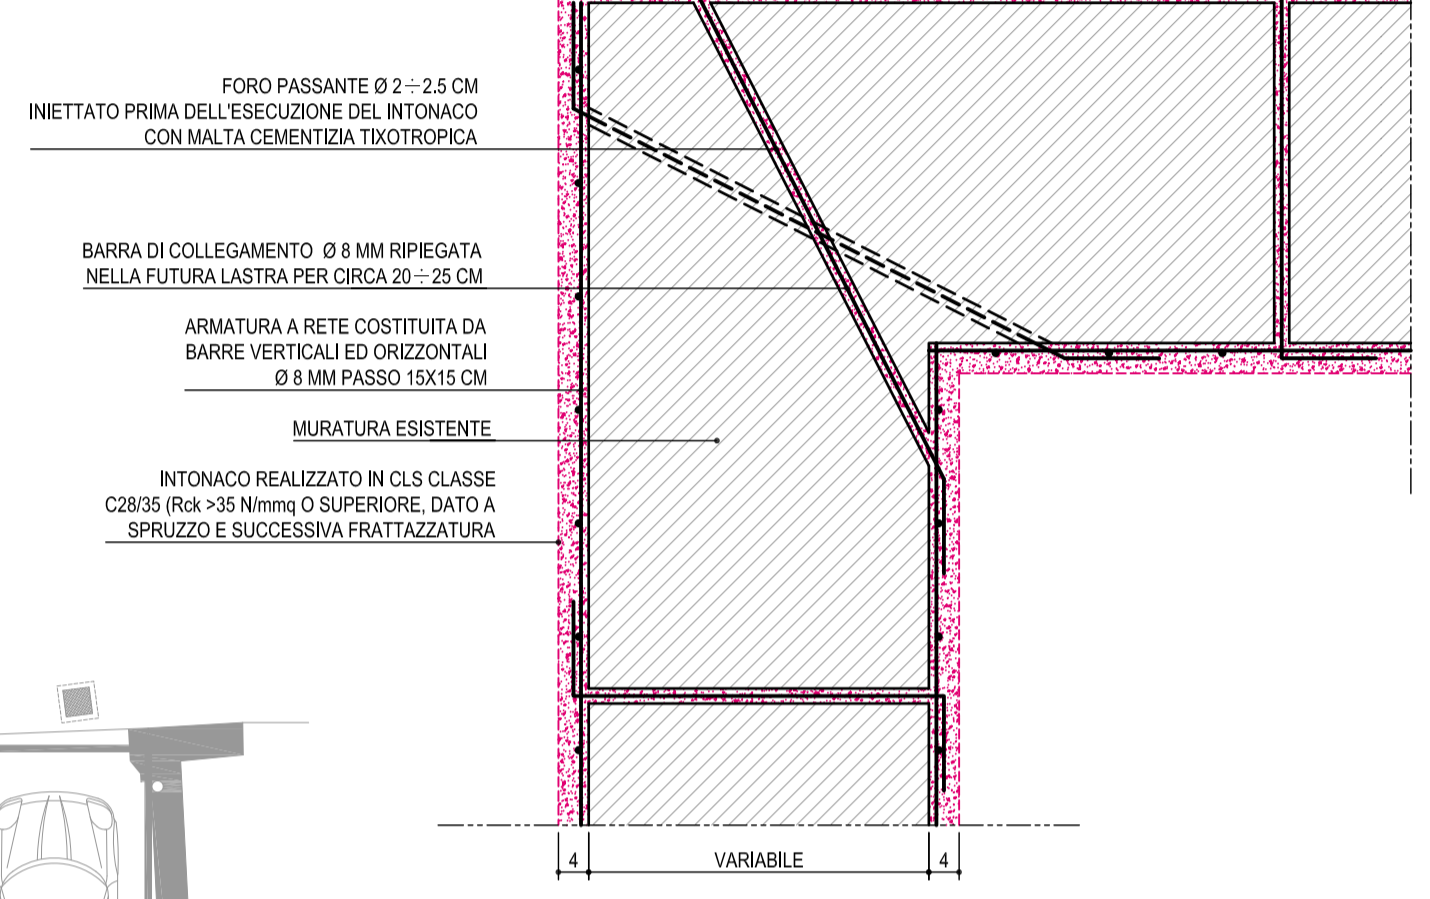 FORO PASSANTE Ø 2÷2.5 CM
INIETTATO PRIMA DELL'ESECUZIONE DEL INTONACO
CON MALTA CEMENTIZIA TIXOTROPICA
BARRA DI COLLEGAMENTO Ø 8 MM RIPIEGATA
NELLA FUTURA LASTRA PER CIRCA 20÷25 CM
ARMATURA A RETE COSTITUITA DA
BARRE VERTICALI ED ORIZZONTALI
Ø 8 MM PASSO 15X15 CM
MURATURA ESISTENTE
INTONACO REALIZZATO IN CLS CLASSE
C28/35 (Rck >35 N/mmq O SUPERIORE, DATO A
SPRUZZO E SUCCESSIVA FRATTAZZATURA
4 VARIABILE 4